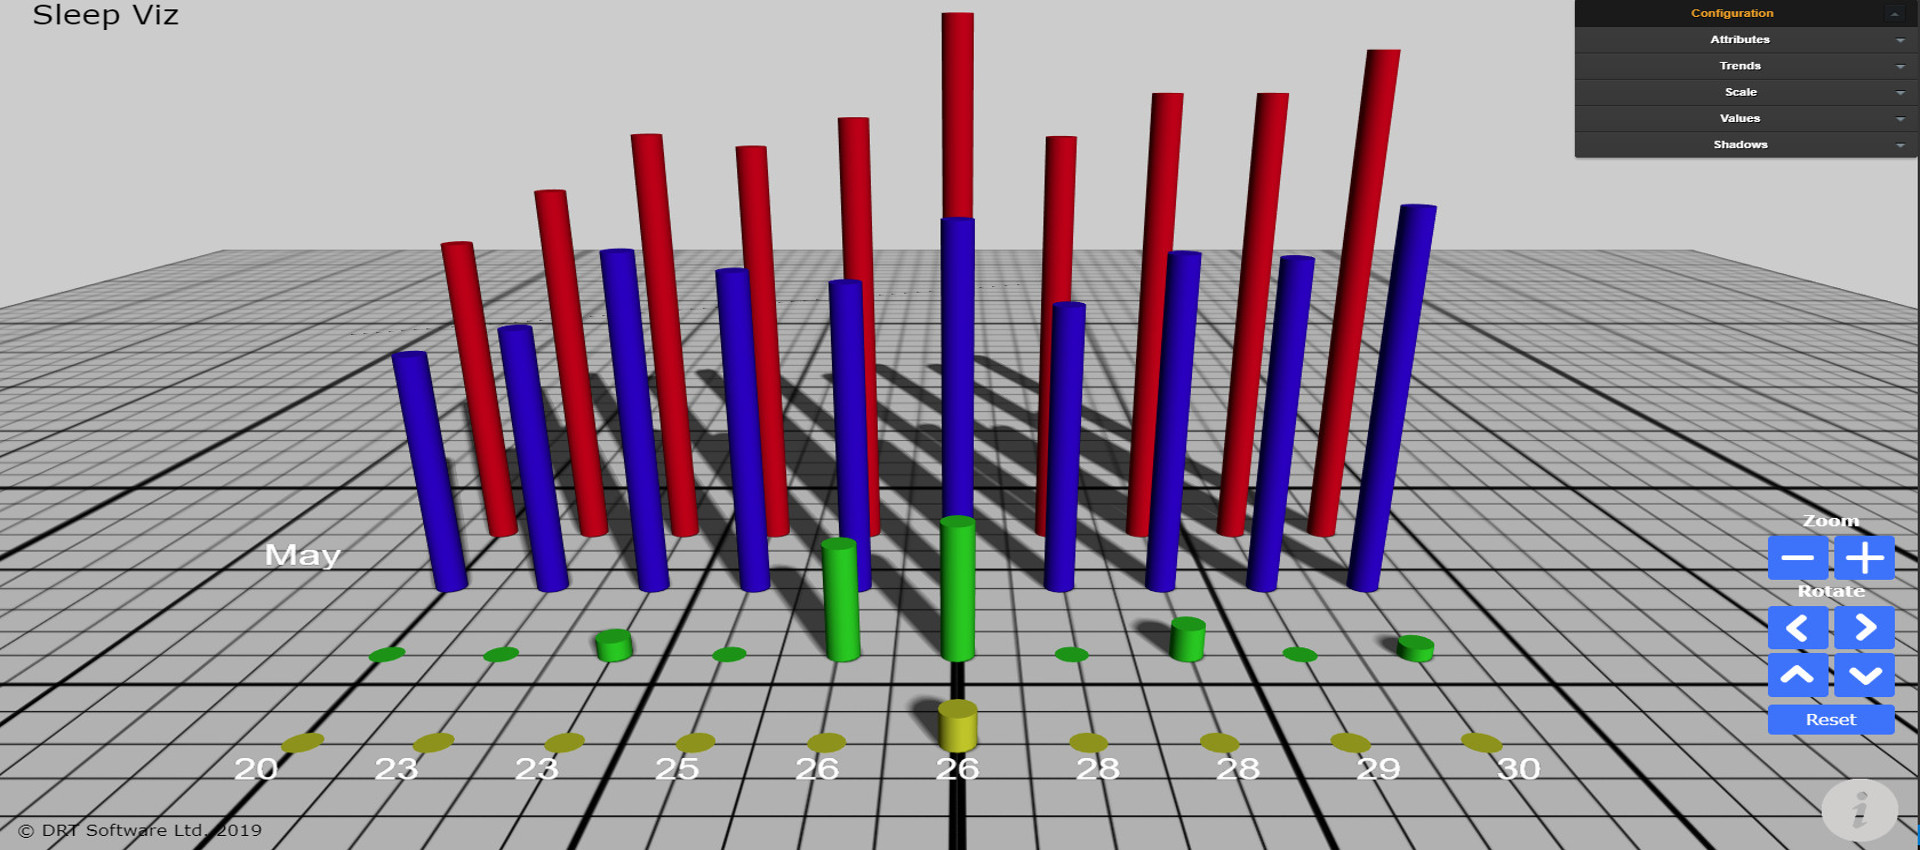 Sleep Viz
Configuration
Attributes
Trends
Scale
Values
Shadows
Zoom
Rotate
Reset
May
20 23 23 25 26 26 28 28 29 30
© DRT Software Ltd. 2019
i